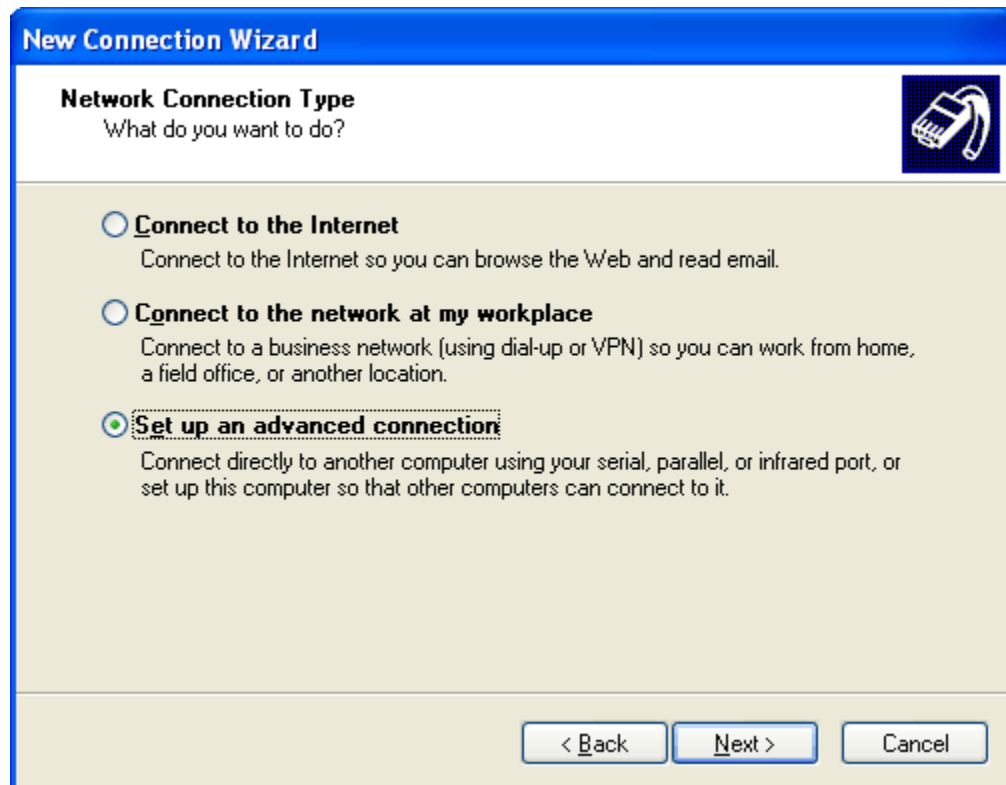 New Connection Wizard
Network Connection Type
What do you want to do?
Connect to the Internet
Connect to the Internet so you can browse the Web and read email.
Connect to the network at my workplace
Connect to a business network (using dial-up or VPN) so you can work from home,
a field office, or another location.
Set up an advanced connection
Connect directly to another computer using your serial, parallel, or infrared port, or
set up this computer so that other computers can connect to it.
< Back Next > Cancel